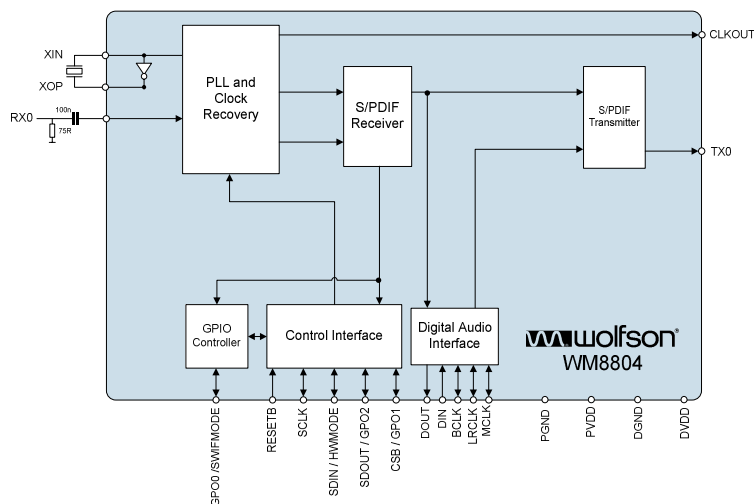 XIN
XOP
RX0
100n
75R
PLL and
Clock
Recovery
S/PDIF
Receiver
S/PDIF
Transmitter
CLKOUT
TX0
GPIO
Controller
Control Interface
Digital Audio
Interface
wolfson®
WM8804
GPO0 /SWIFMODE
RESETB
SCLK
SDIN / HWMODE
SDOUT / GPO2
CSB / GPO1
DOUT
DIN
BCLK
LRCLK
MCLK
PGND
PVDD
DGND
DVDD